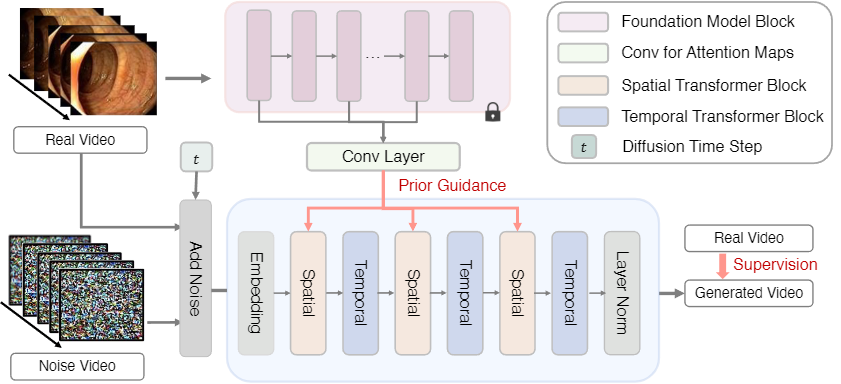 Foundation Model Block
Conv for Attention Maps
Spatial Transformer Block
Temporal Transformer Block
t
Diffusion Time Step
...
Real Video
t
Conv Layer
Prior Guidance
Add Noise
Embedding
Spatial
Temporal
Spatial
Temporal
Spatial
Temporal
Layer Norm
Real Video
Supervision
Generated Video
Noise Video